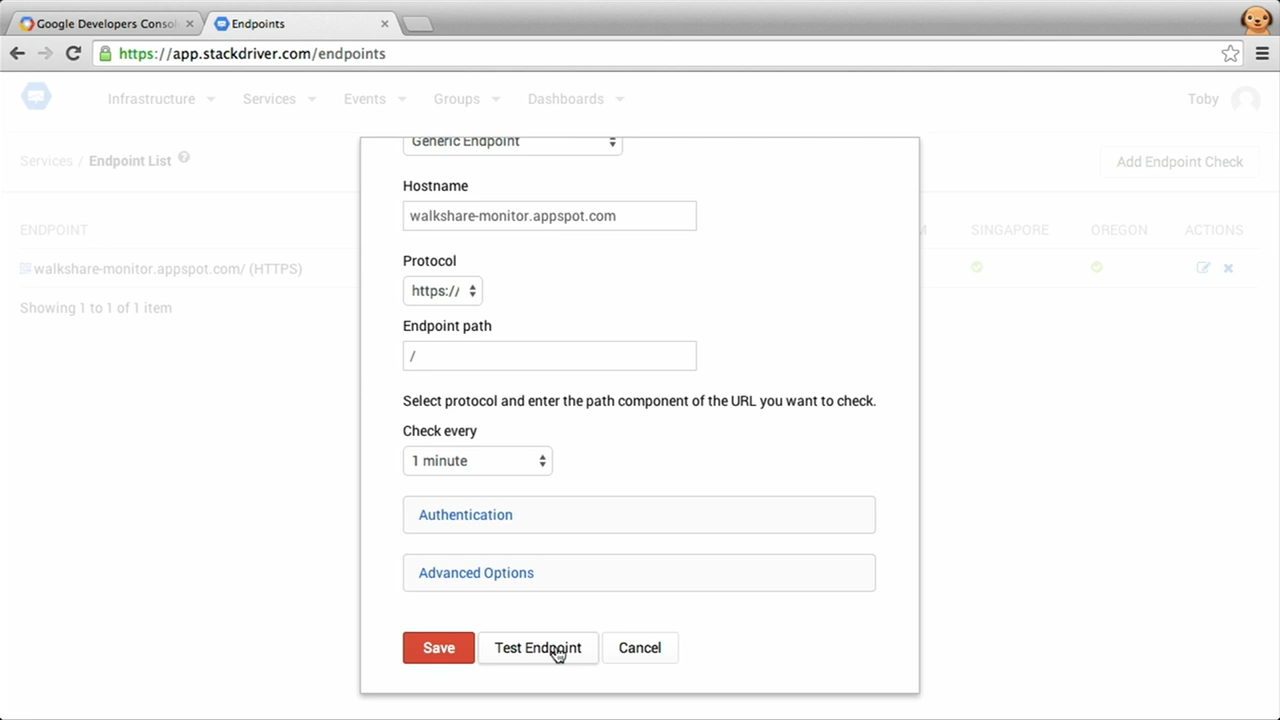 Google Developers Consol
Endpoints
https://app.stackdriver.com/endpoints
Infrastructure Services Events Groups Dashboards Toby
Services / Endpoint List ?
Add Endpoint Check
Generic Endpoint
Hostname
walkshare-monitor.appspot.com
ENDPOINT SINGAPORE OREGON ACTIONS
walkshare-monitor.appspot.com/ (HTTPS)
Showing 1 to 1 of 1 item
Protocol
https://
Endpoint path
/
Select protocol and enter the path component of the URL you want to check.
Check every
1 minute
Authentication
Advanced Options
Save Test Endpoint Cancel